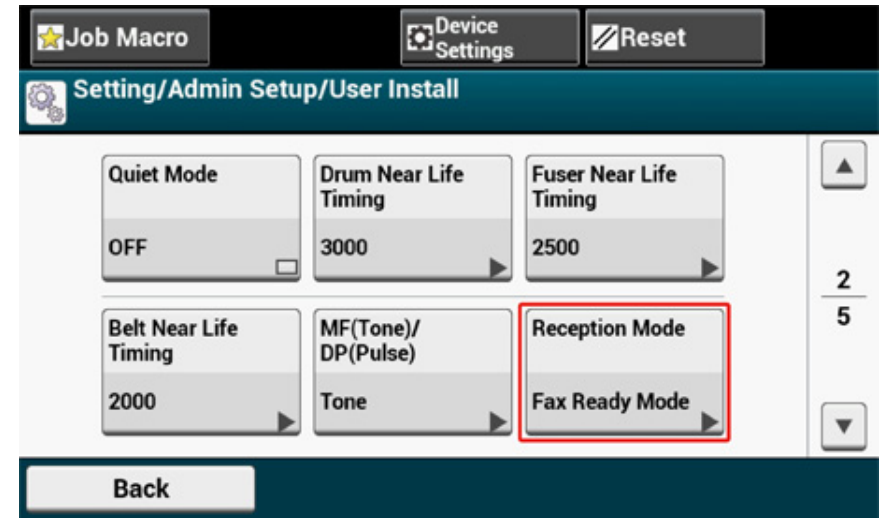 Job Macro
Device
Settings
Reset
Setting/Admin Setup/User Install
Quiet Mode
OFF
Drum Near Life
Timing
3000
Fuser Near Life
Timing
2500
Belt Near Life
Timing
2000
MF(Tone)/
DP(Pulse)
Tone
Reception Mode
Fax Ready Mode
2
5
Back